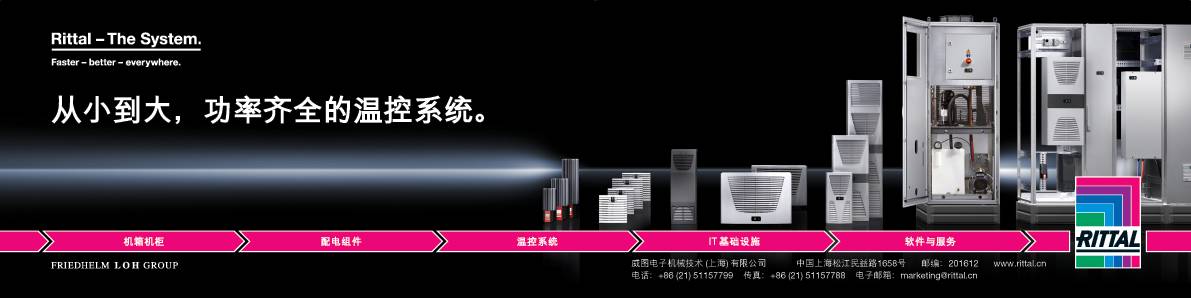 Rittal – The System.
Faster – better – everywhere.
从小到大，功率齐全的温控系统。
机箱机柜
配电组件
温控系统
IT基础设施
软件与服务
RITTAL
FRIEDHELM LOH GROUP
威图电子机械技术(上海)有限公司 中国上海松江民益路1658号 邮编：201612 www.rittal.cn
电话：+86 (21) 51157799 传真：+86 (21) 51157788 电子邮箱：marketing@rittal.cn